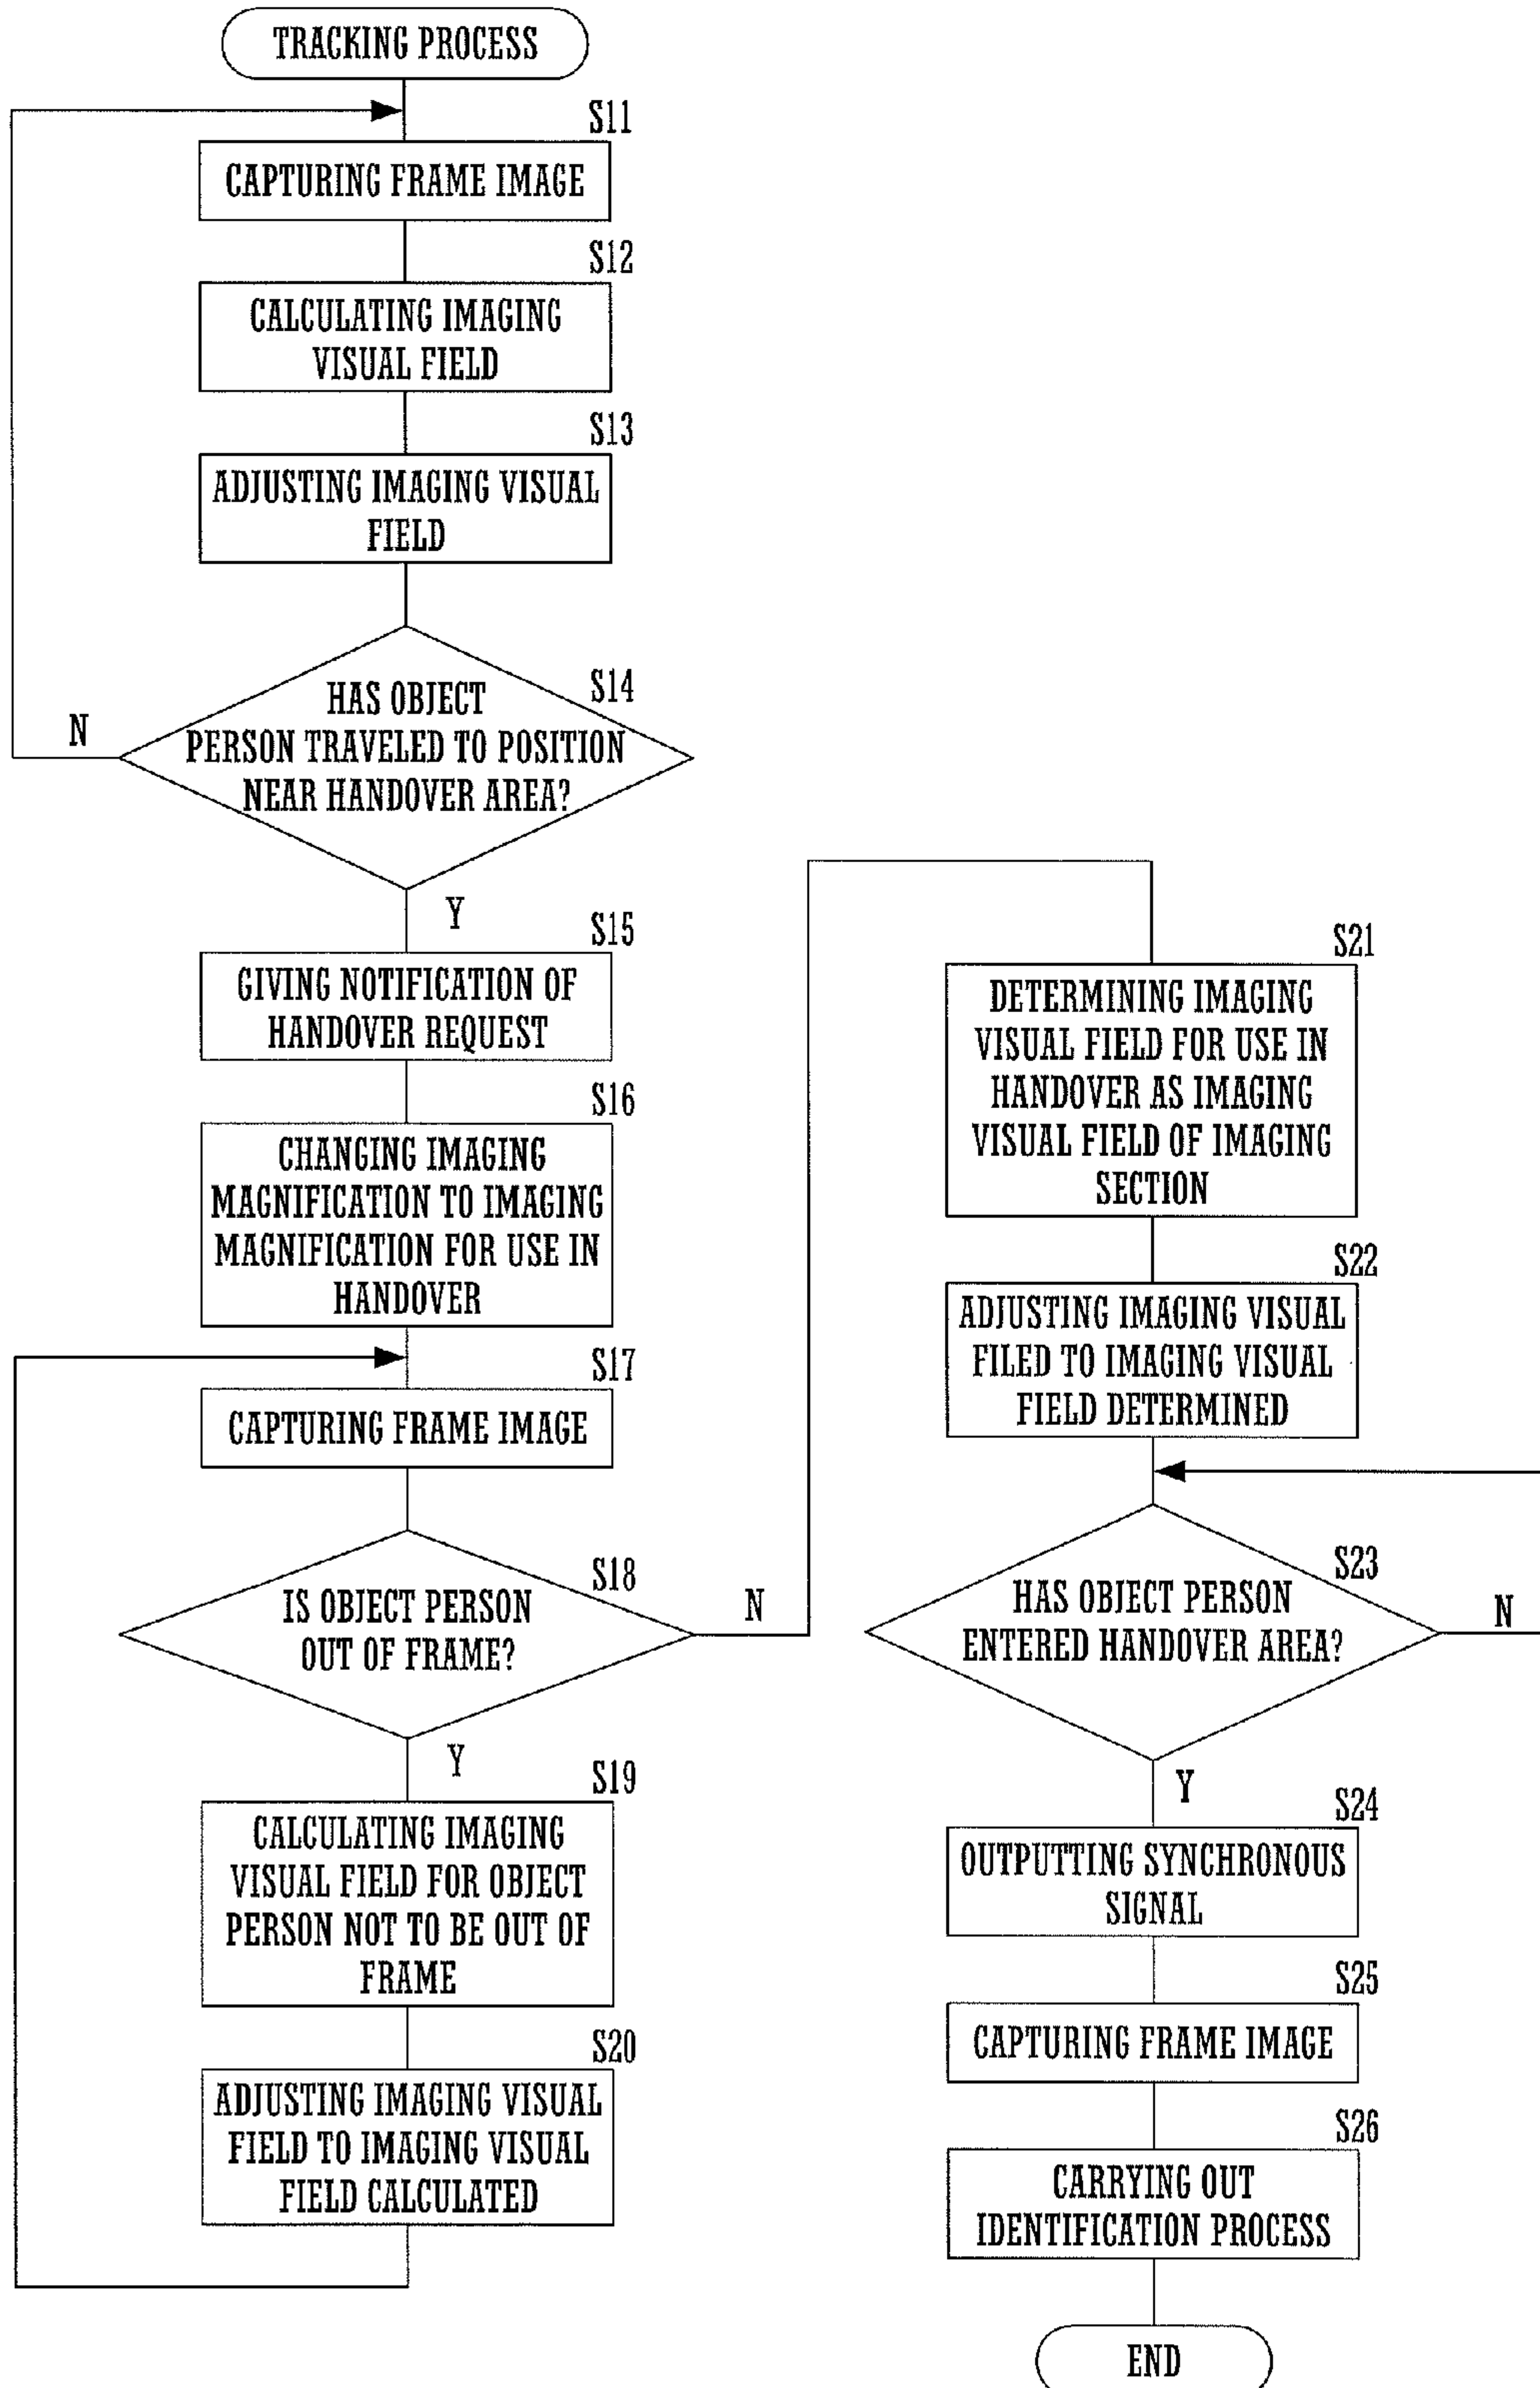 TRACKING PROCESS
S11
CAPTURING FRAME IMAGE
S12
CALCULATING IMAGING
VISUAL FIELD
S13
ADJUSTING IMAGING VISUAL
FIELD
S14
HAS OBJECT
PERSON TRAVELED TO POSITION
NEAR HANDOVER AREA?
N
Y
S15
GIVING NOTIFICATION OF
HANDOVER REQUEST
S16
CHANGING IMAGING
MAGNIFICATION TO IMAGING
MAGNIFICATION FOR USE IN
HANDOVER
S17
CAPTURING FRAME IMAGE
S18
IS OBJECT PERSON
OUT OF FRAME?
N
Y
S19
CALCULATING IMAGING
VISUAL FIELD FOR OBJECT
PERSON NOT TO BE OUT OF
FRAME
S20
ADJUSTING IMAGING VISUAL
FIELD TO IMAGING VISUAL
FIELD CALCULATED
S21
DETERMINING IMAGING
VISUAL FIELD FOR USE IN
HANDOVER AS IMAGING
VISUAL FIELD OF IMAGING
SECTION
S22
ADJUSTING IMAGING VISUAL
FILED TO IMAGING VISUAL
FIELD DETERMINED
S23
HAS OBJECT PERSON
ENTERED HANDOVER AREA?
N
Y
S24
OUTPUTTING SYNCHRONOUS
SIGNAL
S25
CAPTURING FRAME IMAGE
S26
CARRYING OUT
IDENTIFICATION PROCESS
END